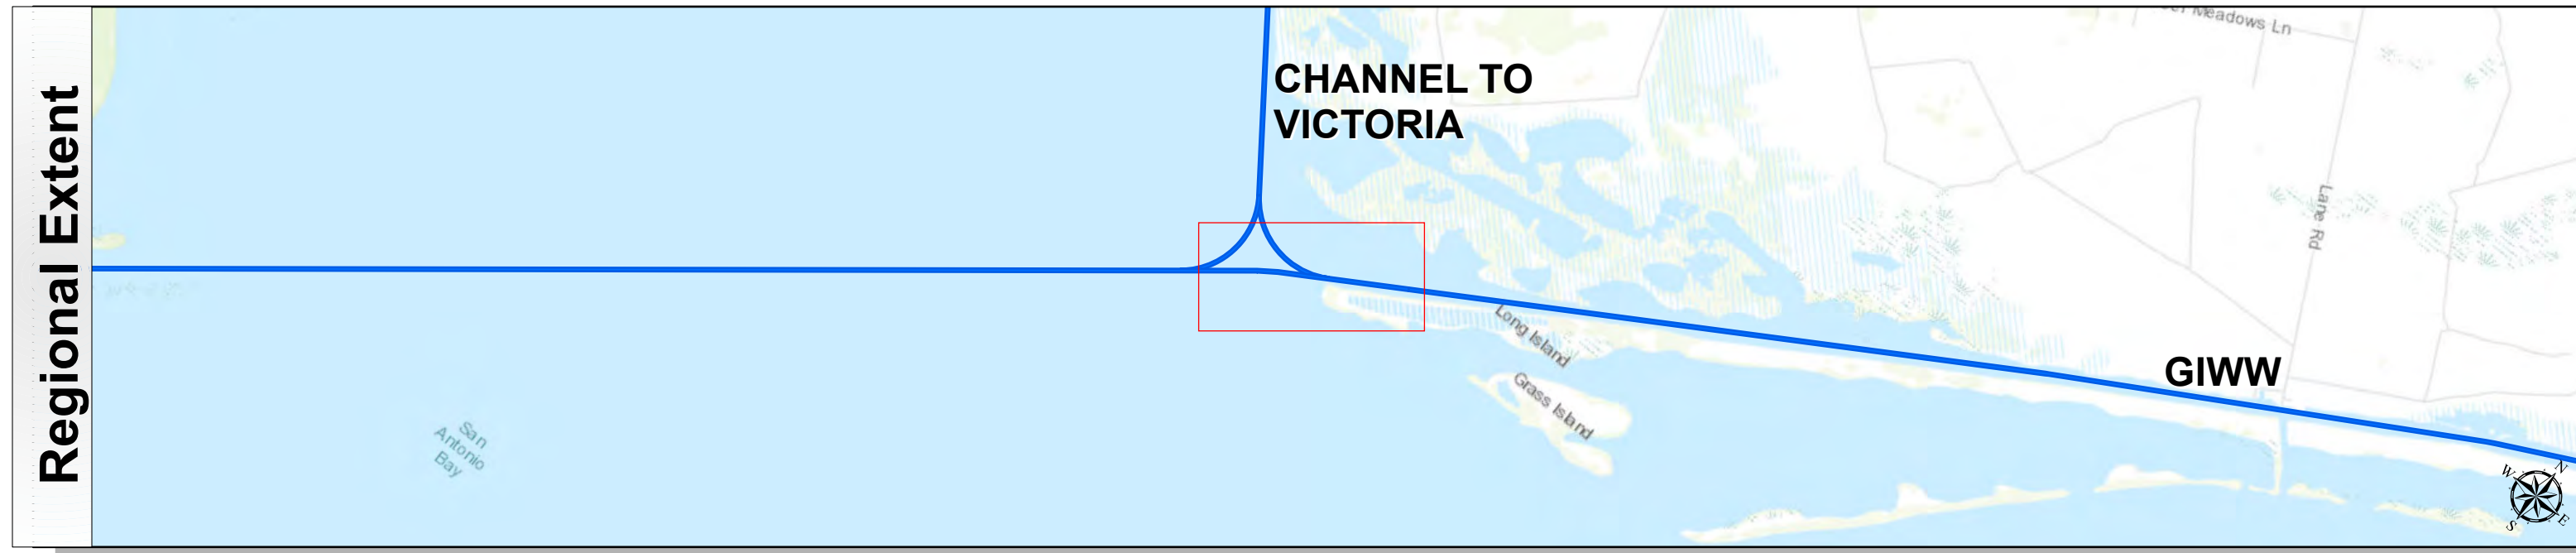 Regional Extent
Meadows Ln
CHANNEL TO
VICTORIA
Lane Rd
Long Island
GIWW
Grass Island
San
Antonio
Bay
N
W
S
E